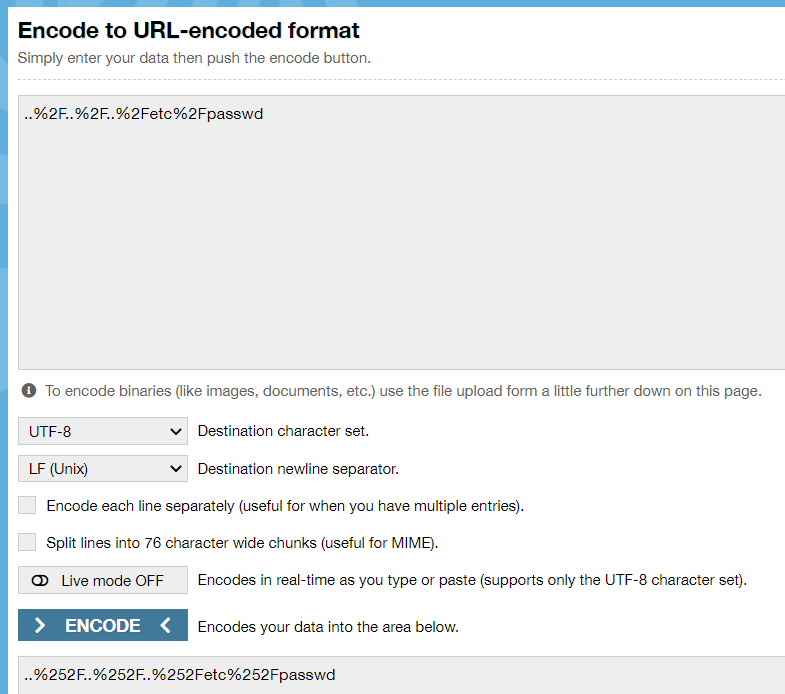 Encode to URL-encoded format
Simply enter your data then push the encode button.
..%2F..%2F..%2Fetc%2Fpasswd
To encode binaries (like images, documents, etc.) use the file upload form a little further down on this page.
UTF-8 Destination character set.
LF (Unix) Destination newline separator.
Encode each line separately (useful for when you have multiple entries).
Split lines into 76 character wide chunks (useful for MIME).
Live mode OFF Encodes in real-time as you type or paste (supports only the UTF-8 character set).
ENCODE Encodes your data into the area below.
..%252F..%252F..%252Fetc%252Fpasswd